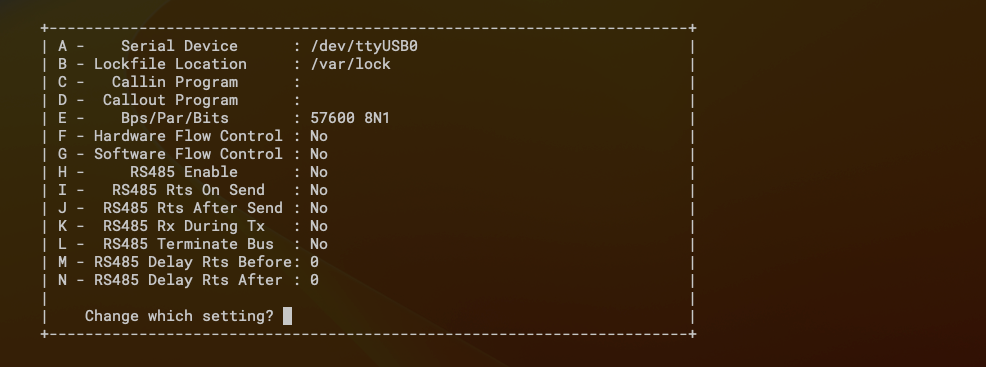 +-----------------------------------------------------------------------+
| A -    Serial Device      : /dev/ttyUSB0                              |
| B - Lockfile Location     : /var/lock                                 |
| C -   Callin Program      :                                           |
| D -  Callout Program      :                                           |
| E -    Bps/Par/Bits       : 57600 8N1                                 |
| F - Hardware Flow Control : No                                        |
| G - Software Flow Control : No                                        |
| H -     RS485 Enable      : No                                        |
| I -   RS485 Rts On Send   : No                                        |
| J -  RS485 Rts After Send : No                                        |
| K -  RS485 Rx During Tx   : No                                        |
| L -  RS485 Terminate Bus  : No                                        |
| M - RS485 Delay Rts Before: 0                                         |
| N - RS485 Delay Rts After : 0                                         |
|                                                                       |
|    Change which setting?                                              |
+-----------------------------------------------------------------------+